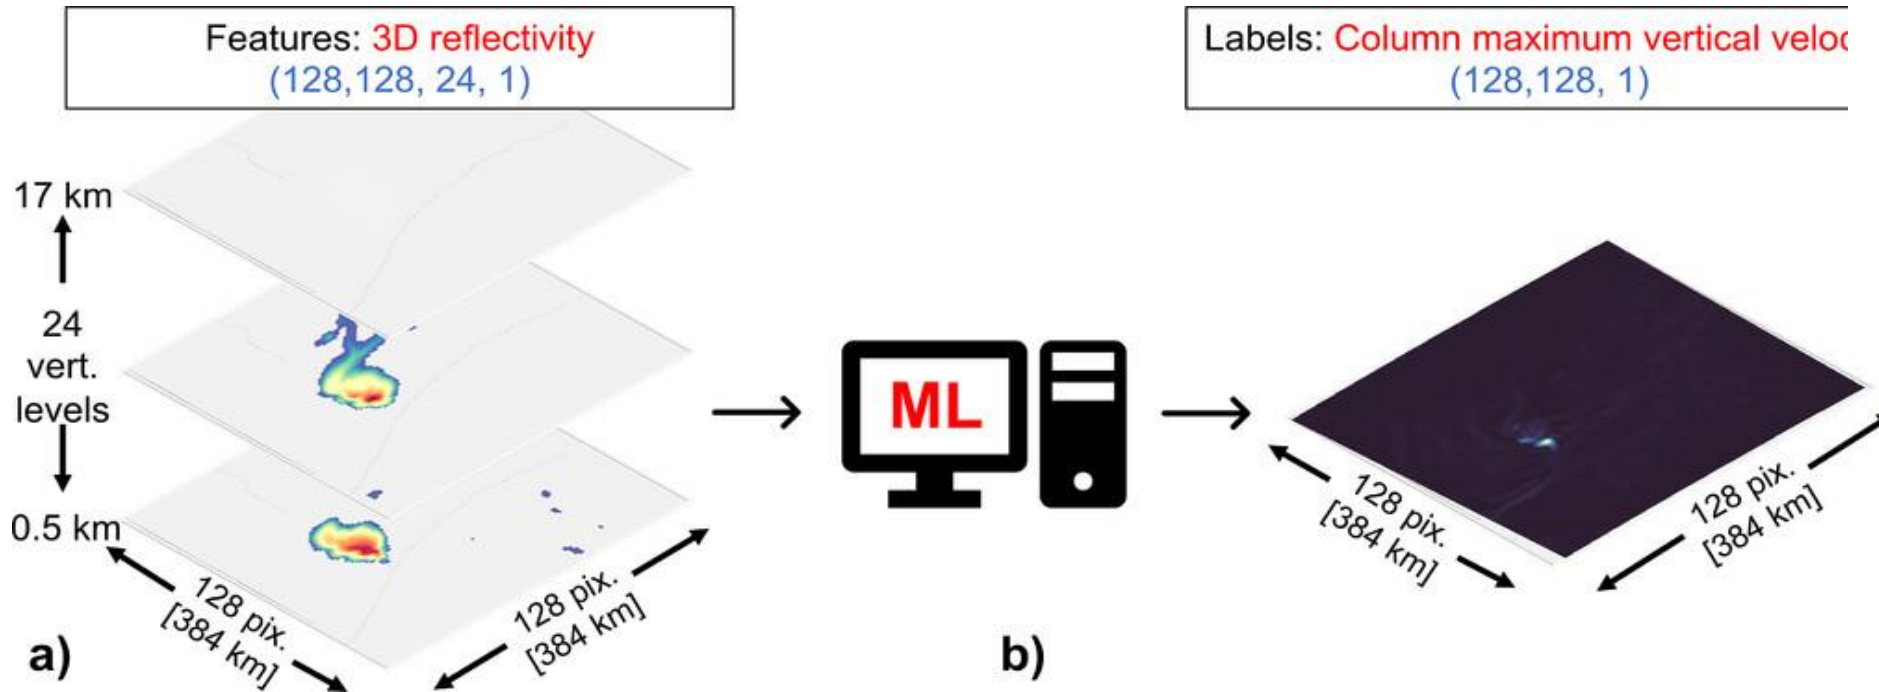 Features: 3D reflectivity
(128,128, 24, 1)
Labels: Column maximum vertical veloc
(128,128, 1)
17 km
24
vert.
levels
0.5 km
128 pix.
[384 km]
128 pix.
[384 km]
ML
128 pix.
[384 km]
128 pix.
[384 km]
a)
b)